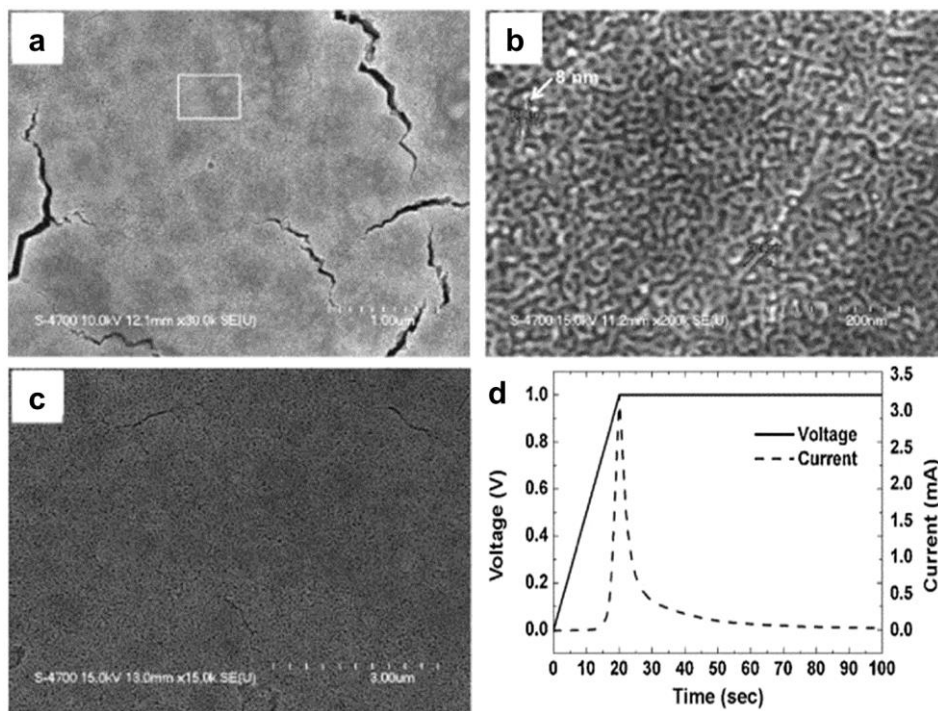 a
1.00um
S-4700 10.0kV 12.1mm x30.0k SE(U)
b
8 nm
200nm
S-4700 15.0kV 11.2mm x200k SE(U)
c
S-4700 15.0kV 13.0mm x15.0k SE(U)
3.00um
d
Voltage
Current
Voltage (V)
1.0
0.8
0.6
0.4
0.2
0.0
Current (mA)
3.5
3.0
2.5
2.0
1.5
1.0
0.5
0.0
0 10 20 30 40 50 60 70 80 90 100
Time (sec)